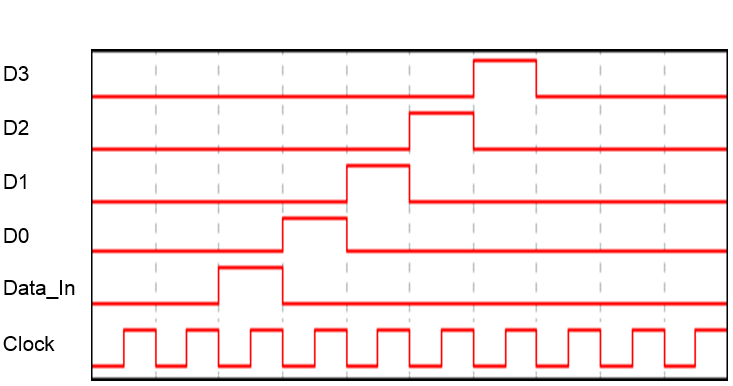 D3
D2
D1
D0
Data_In
Clock